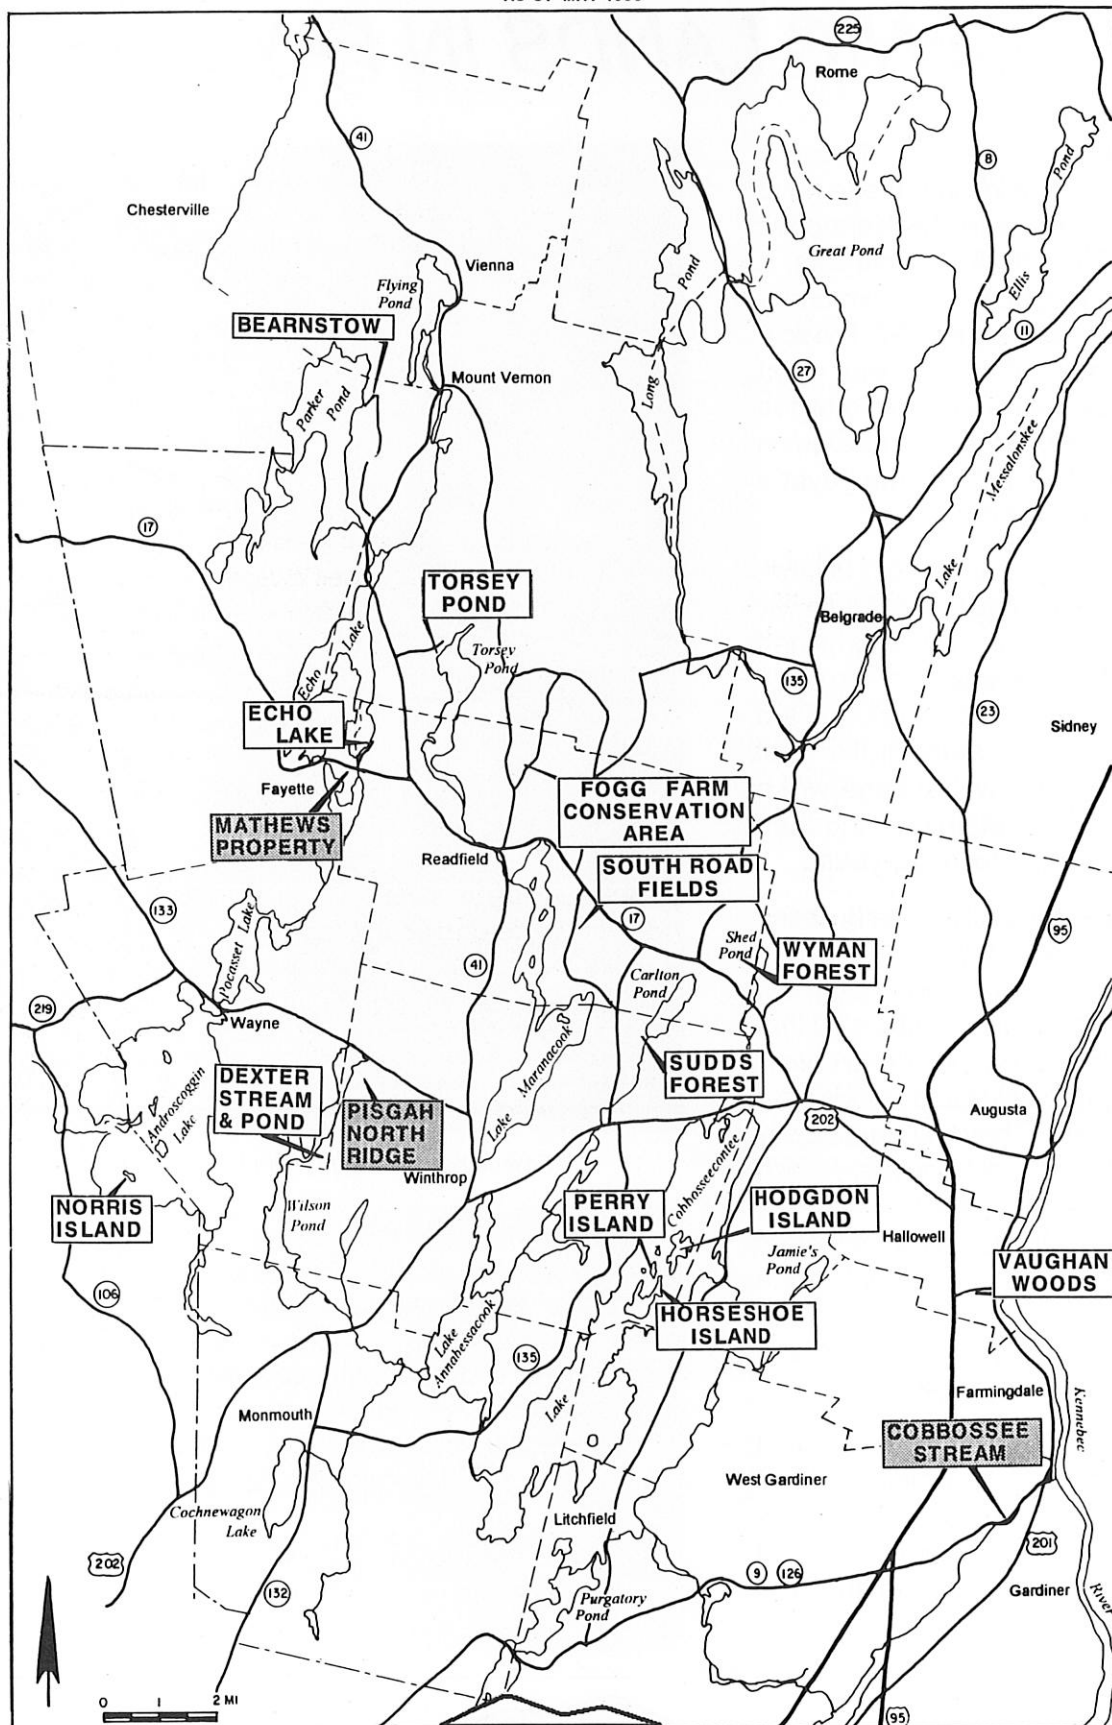 225
Rome
41
8
Chesterville
Pond
Great Pond
Vienna
Flying
Pond
Pond
Ellis
11
BEARNSTOW
27
Mount Vernon
Long
Parker
Pond
Messalonskee
17
TORSEY
POND
Lake
Belgrade
Torsey
Pond
Lake
135
Echo
23
Sidney
ECHO
LAKE
Fayette
FOGG FARM
CONSERVATION
AREA
MATHEWS
PROPERTY
Readfield
SOUTH ROAD
FIELDS
133
17
95
Pocasset Lake
Shed
Pond
WYMAN
FOREST
41
Carlton
Pond
219
Wayne
Maranacook
SUDDS
FOREST
DEXTER
STREAM
& POND
Androscoggin
Lake
PISGAH
NORTH
RIDGE
Lake
202
Augusta
Winthrop
NORRIS
ISLAND
Wilson
Pond
PERRY
ISLAND
Cobbosseecontee
HODGDON
ISLAND
Jamie's
Pond
Hallowell
VAUGHAN
WOODS
106
HORSESHOE
ISLAND
Lake
Annabessacook
135
Lake
Farmingdale
Kennebec
Monmouth
COBBOSSEE
STREAM
West Gardiner
Cochnewagon
Lake
Litchfield
202
201
9
126
132
Purgatory
Pond
Gardiner
River
0 1 2 MI
95